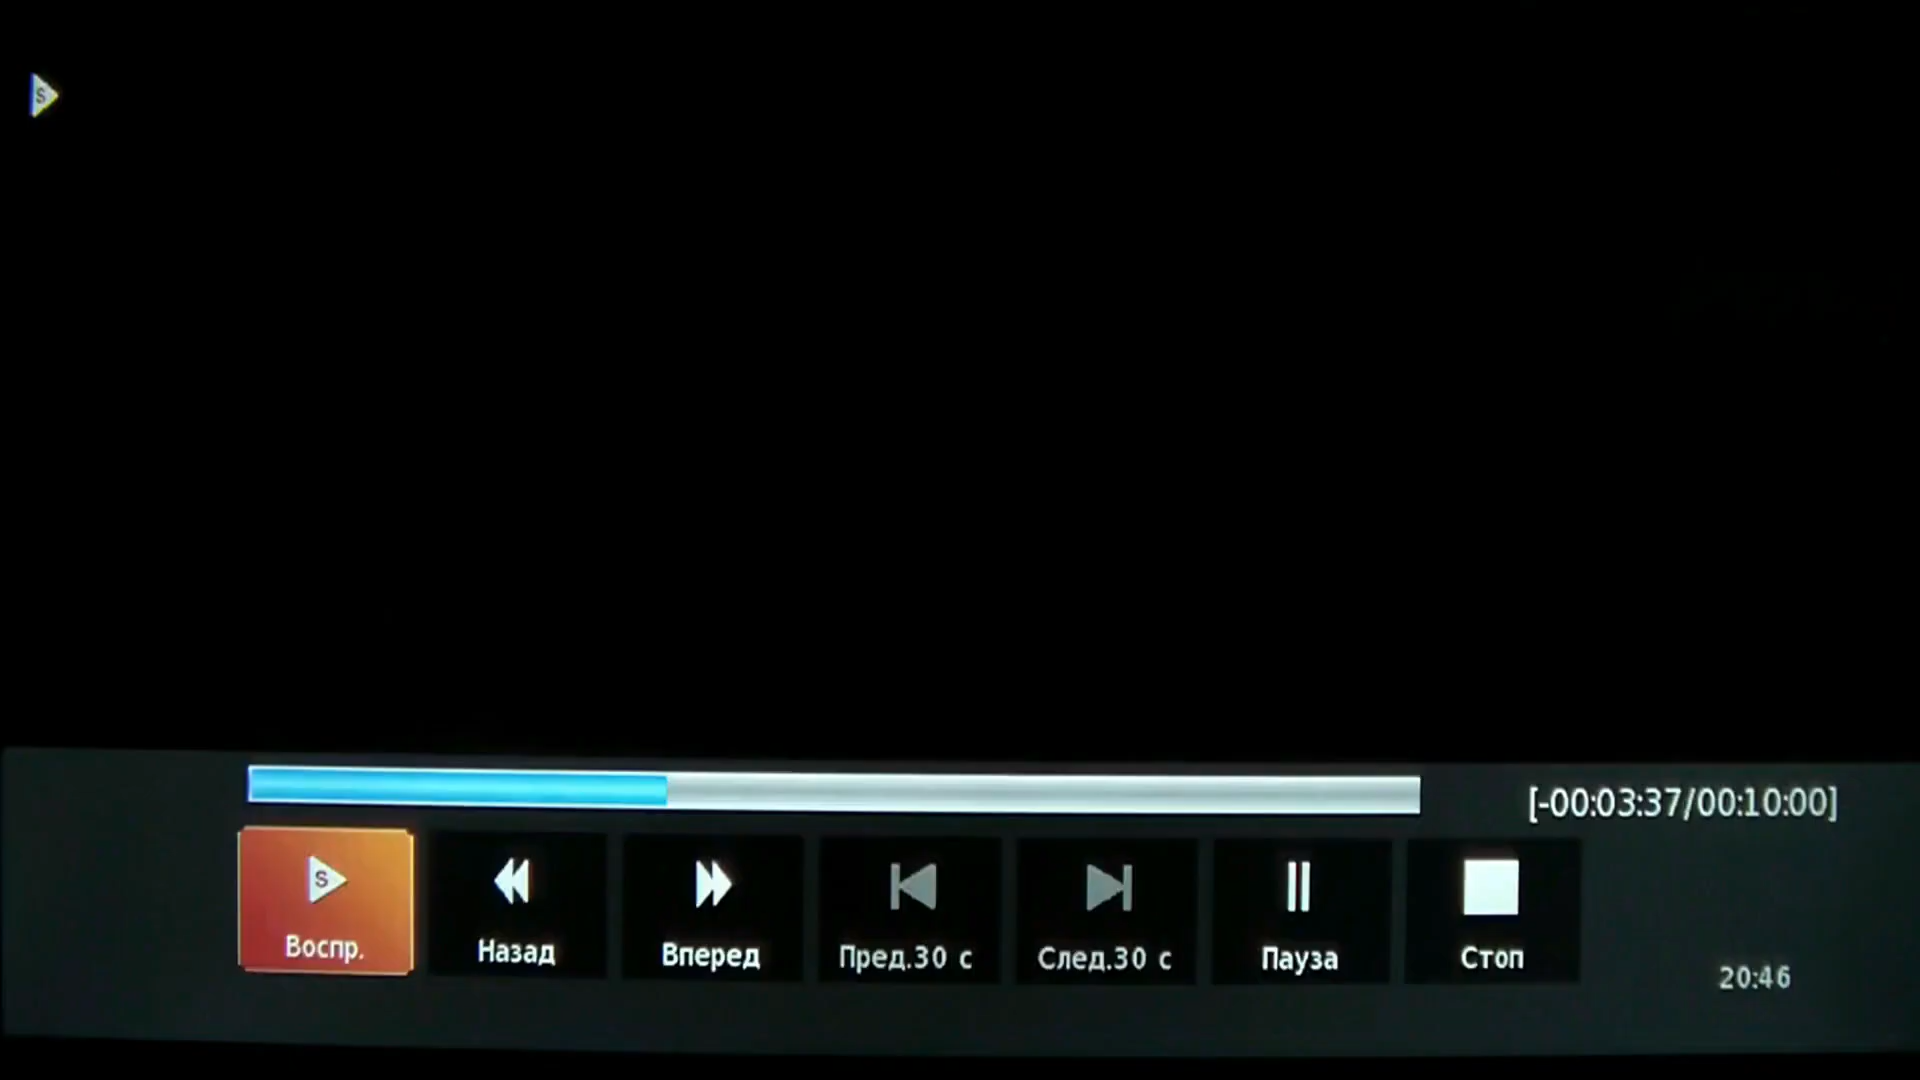 S
[-00:03:37/00:10:00]
S
Воспр.
Назад
Вперед
Пред.30 с
След.30 с
Пауза
Стоп
20:46